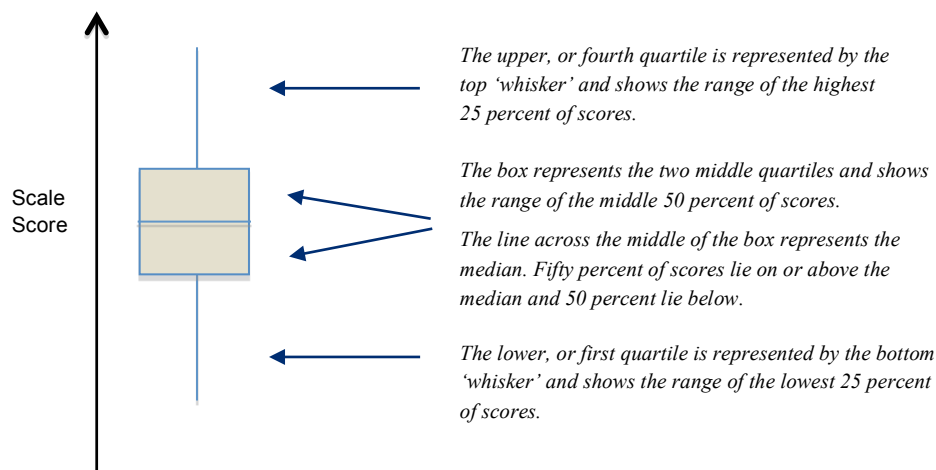 The upper, or fourth quartile is represented by the
top ‘whisker’ and shows the range of the highest
25 percent of scores.
The box represents the two middle quartiles and shows
the range of the middle 50 percent of scores.
Scale
Score
The line across the middle of the box represents the
median. Fifty percent of scores lie on or above the
median and 50 percent lie below.
The lower, or first quartile is represented by the bottom
‘whisker’ and shows the range of the lowest 25 percent
of scores.